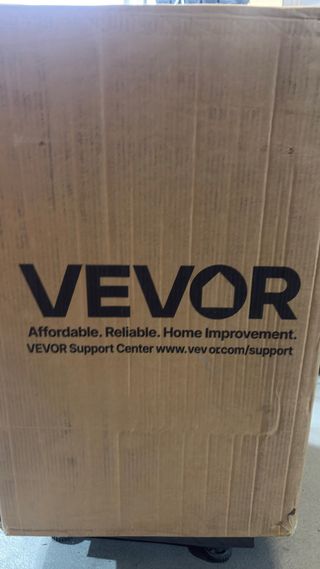 VEVOR
Affordable. Reliable. Home Improvement.
VEVOR Support Center www.vevor.com/support